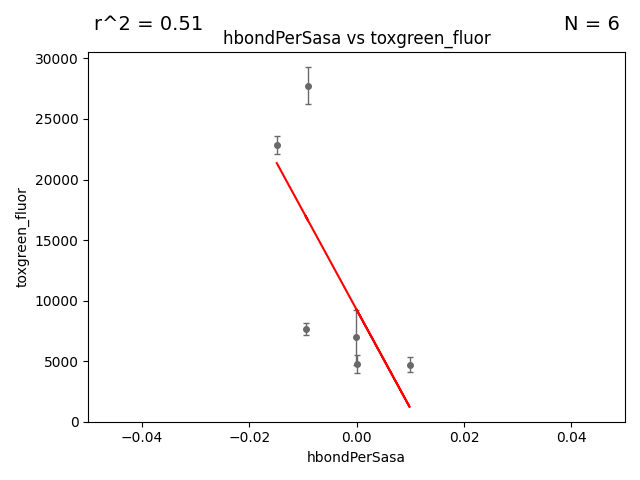 r^2 = 0.51
N = 6
hbondPerSasa vs toxgreen_fluor
30000
25000
20000
15000
10000
5000
0
toxgreen_fluor
−0.04
−0.02
0.00
0.02
0.04
hbondPerSasa